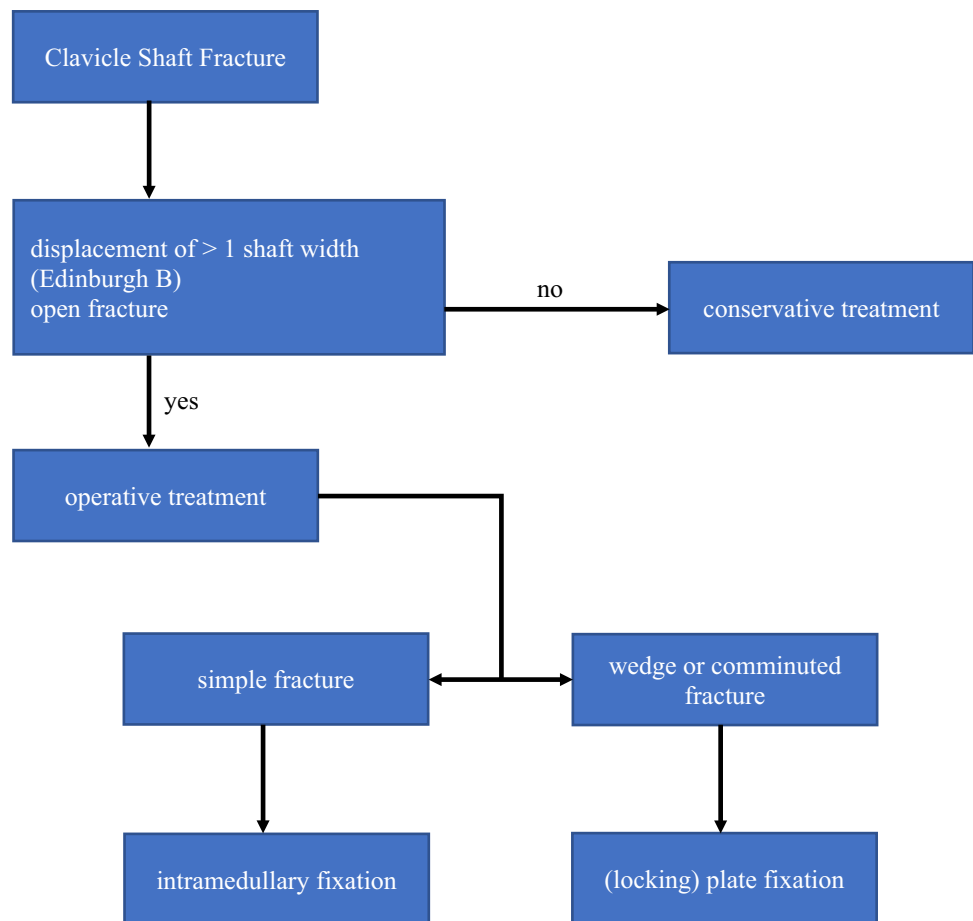 Clavicle Shaft Fracture
displacement of > 1 shaft width
(Edinburgh B)
open fracture
no
conservative treatment
yes
operative treatment
simple fracture
wedge or comminuted
fracture
intramedullary fixation
(locking) plate fixation